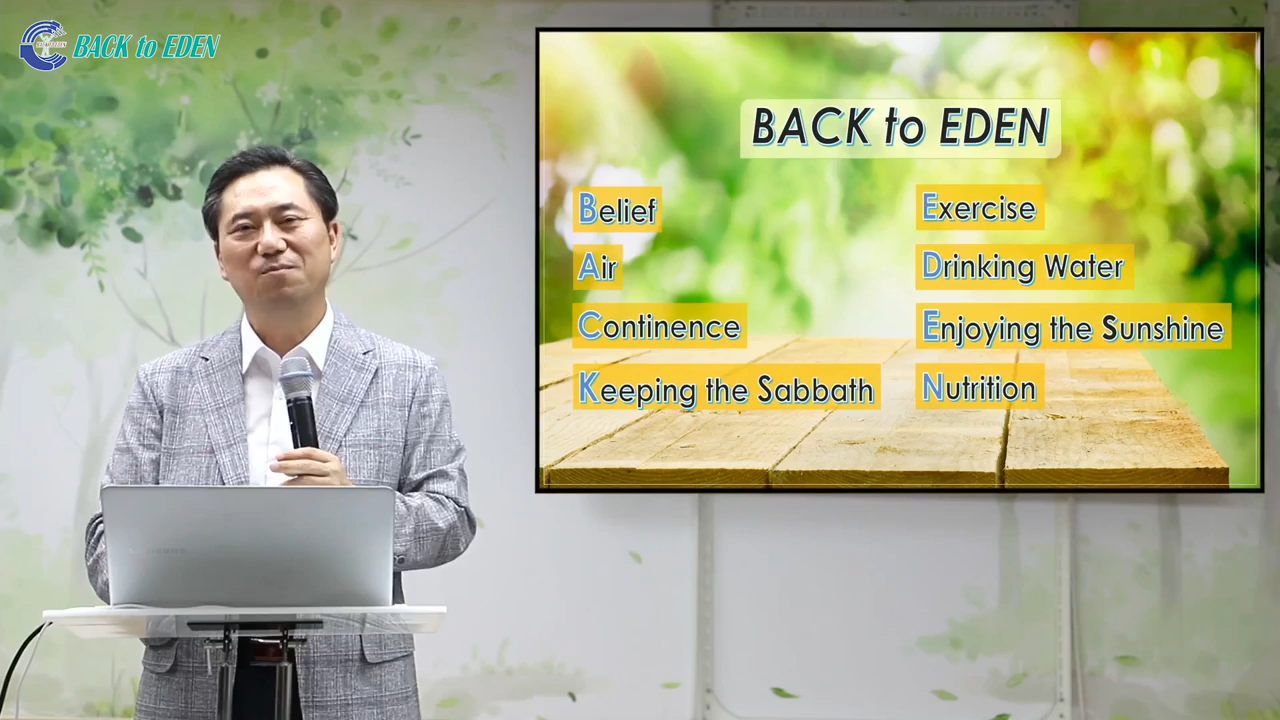 BACK to EDEN
BACK to EDEN
Belief
Air
Continence
Keeping the Sabbath
Exercise
Drinking Water
Enjoying the Sunshine
Nutrition